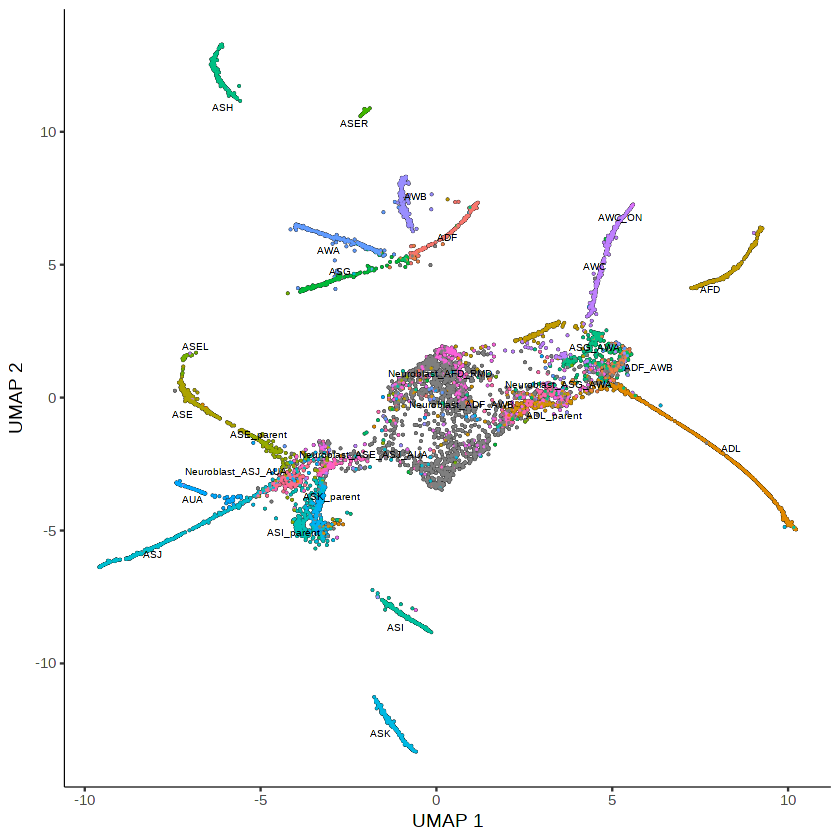 ASH
ASER
10
AWB
AWC_ON
ADF
AWA
ASG
AWC
5
AFD
ASEL
ASG_AWA
ADF_AWB
Neuroblast_AFD_RMD
Neuroblast_ASG_AWA
UMAP 2
0
ASE
Neuroblast_ADF_AWB
ADL_parent
ASE_parent
ADL
Neuroblast_ASE_ASJ_AUA
Neuroblast_ASJ_AUA
AUA
ASK_parent
-5
ASI_parent
ASJ
ASI
-10
ASK
-10
-5
0
5
10
UMAP 1